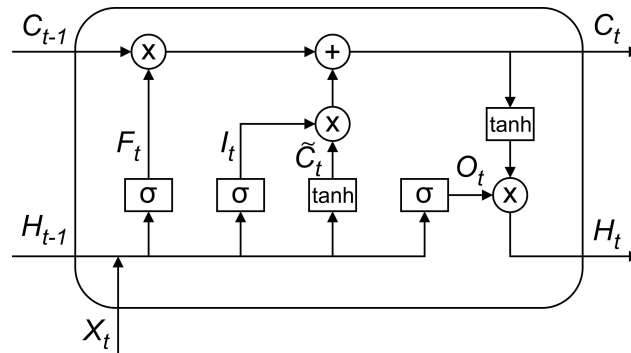 C_{t-1} C_t
x +
tanh
F_t I_t x
C̃_t O_t
σ σ tanh σ x
H_{t-1} H_t
X_t